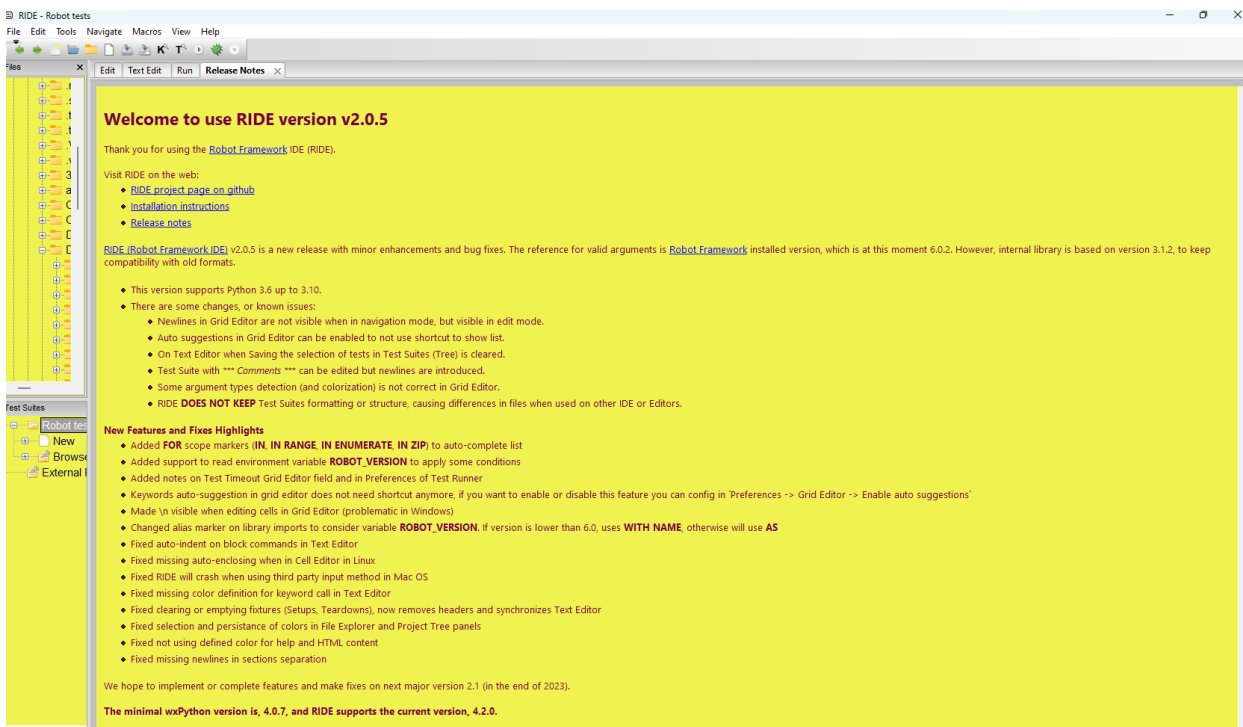 RIDE - Robot tests
File Edit Tools Navigate Macros View Help
Files
Edit Text Edit Run Release Notes
3
a
Welcome to use RIDE version v2.0.5
Thank you for using the Robot Framework IDE (RIDE).
Visit RIDE on the web:
RIDE project page on github
Installation instructions
Release notes
RIDE (Robot Framework IDE) v2.0.5 is a new release with minor enhancements and bug fixes. The reference for valid arguments is Robot Framework installed version, which is at this moment 6.0.2. However, internal library is based on version 3.1.2, to keep
compatibility with old formats.
This version supports Python 3.6 up to 3.10.
There are some changes, or known issues:
Newlines in Grid Editor are not visible when in navigation mode, but visible in edit mode.
Auto suggestions in Grid Editor can be enabled to not use shortcut to show list.
On Text Editor when Saving the selection of tests in Test Suites (Tree) is cleared.
Test Suite with *** Comments *** can be edited but newlines are introduced.
Some argument types detection (and colorization) is not correct in Grid Editor.
RIDE DOES NOT KEEP Test Suites formatting or structure, causing differences in files when used on other IDE or Editors.
New Features and Fixes Highlights
Added FOR scope markers (IN, IN RANGE, IN ENUMERATE, IN ZIP) to auto-complete list
Added support to read environment variable ROBOT_VERSION to apply some conditions
Added notes on Test Timeout Grid Editor field and in Preferences of Test Runner
Keywords auto-suggestion in grid editor does not need shortcut anymore, if you want to enable or disable this feature you can config in `Preferences -> Grid Editor -> Enable auto suggestions`
Made \n visible when editing cells in Grid Editor (problematic in Windows)
Changed alias marker on library imports to consider variable ROBOT_VERSION. If version is lower than 6.0, uses WITH NAME, otherwise will use AS
Fixed auto-indent on block commands in Text Editor
Fixed missing auto-enclosing when in Cell Editor in Linux
Fixed RIDE will crash when using third party input method in Mac OS
Fixed missing color definition for keyword call in Text Editor
Fixed clearing or emptying fixtures (Setups, Teardowns), now removes headers and synchronizes Text Editor
Fixed selection and persistance of colors in File Explorer and Project Tree panels
Fixed not using defined color for help and HTML content
Fixed missing newlines in sections separation
We hope to implement or complete features and make fixes on next major version 2.1 (in the end of 2023).
The minimal wxPython version is, 4.0.7, and RIDE supports the current version, 4.2.0.
Test Suites
Robot tes
New
Browse
External